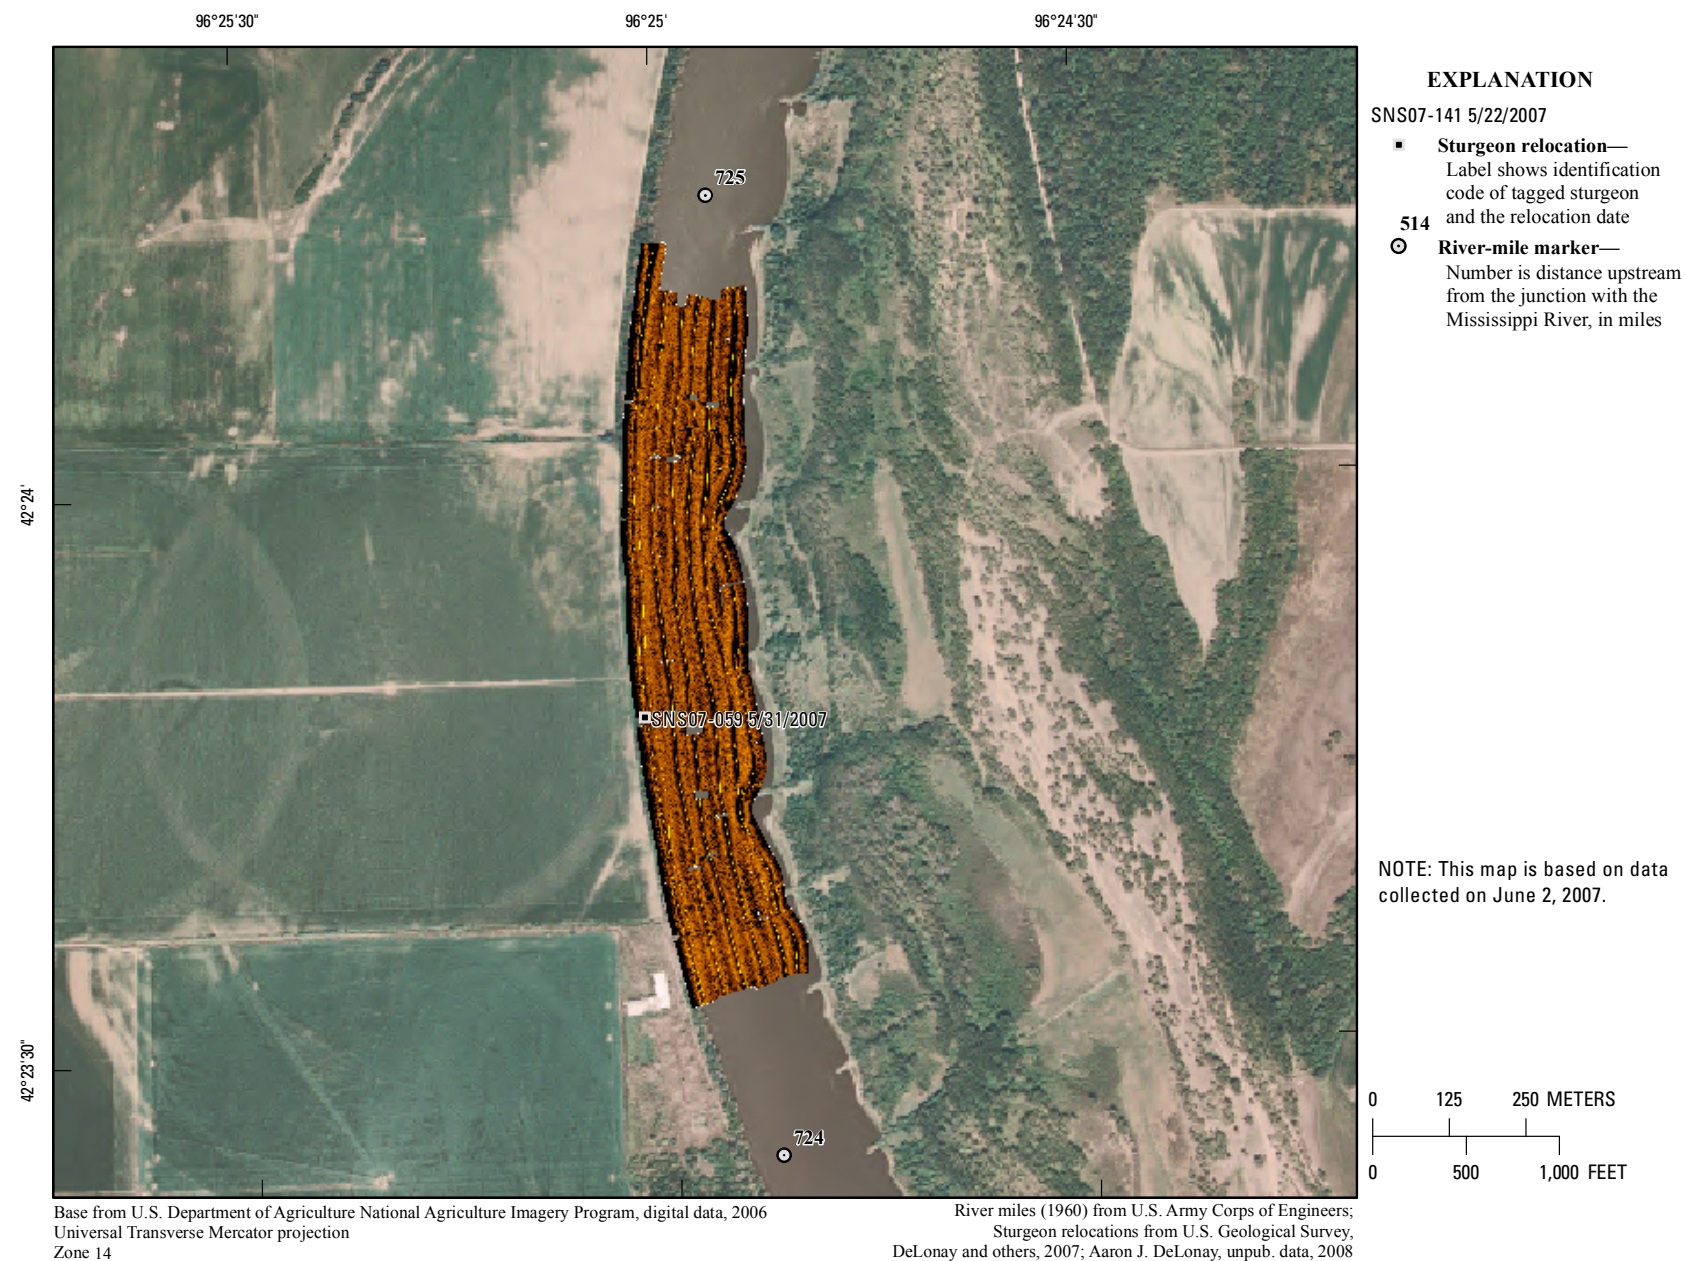 96°25'30"
96°25'
96°24'30"
EXPLANATION
SNS07-141 5/22/2007
Sturgeon relocation—
Label shows identification
code of tagged sturgeon
and the relocation date
514
River-mile marker—
Number is distance upstream
from the junction with the
Mississippi River, in miles
725
42°24'
SNS07-059 5/31/2007
NOTE: This map is based on data
collected on June 2, 2007.
42°23'30"
724
0 125 250 METERS
0 500 1,000 FEET
Base from U.S. Department of Agriculture National Agriculture Imagery Program, digital data, 2006
Universal Transverse Mercator projection
Zone 14
River miles (1960) from U.S. Army Corps of Engineers;
Sturgeon relocations from U.S. Geological Survey,
DeLonay and others, 2007; Aaron J. DeLonay, unpub. data, 2008